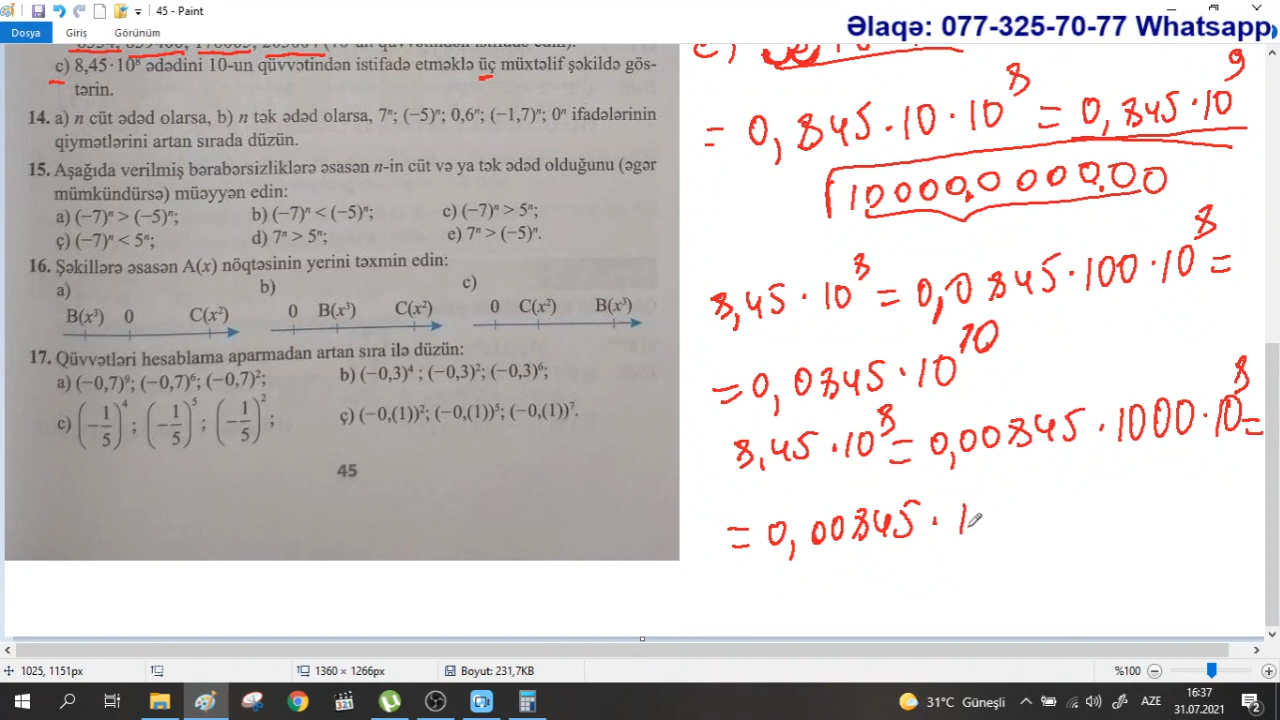 45 - Paint
Əlaqə: 077-325-70-77 Whatsapp
Dosya Giriş Görünüm
c) 8,45·10⁸ ədədini 10-un qüvvətindən istifadə etməklə üç müxtəlif şəkildə gös-
tərin.
14. a) n cüt ədəd olarsa, b) n tək ədəd olarsa, 7ⁿ; (−5)ⁿ; 0,6ⁿ; (−1,7)ⁿ; 0ⁿ ifadələrinin
qiymətlərini artan sırada düzün.
15. Aşağıda verilmiş bərabərsizliklərə əsasən n-in cüt və ya tək ədəd olduğunu (əgər
mümkündürsə) müəyyən edin:
a) (−7)ⁿ > (−5)ⁿ; b) (−7)ⁿ < (−5)ⁿ; c) (−7)ⁿ > 5ⁿ;
ç) (−7)ⁿ < 5ⁿ; d) 7ⁿ > 5ⁿ; e) 7ⁿ > (−5)ⁿ.
16. Şəkillərə əsasən A(x) nöqtəsinin yerini təxmin edin:
a) b) c)
B(x³) 0 C(x²) 0 B(x³) C(x²) 0 C(x²) B(x³)
17. Qüvvətləri hesablama aparmadan artan sıra ilə düzün:
a) (−0,7)⁹; (−0,7)⁶; (−0,7)²; b) (−0,3)⁴ ; (−0,3)²; (−0,3)⁶;
c) (−1/5)⁴ ; (−1/5)⁵ ; (−1/5)² ; ç) (−0,(1))²; (−0,(1))⁵; (−0,(1))⁷.
45
= 0,845·10·10⁸ = 0,845·10⁹
10000.000000
8,45·10⁸ = 0,0845·100·10⁸ =
= 0,0845·10¹⁰
8,45·10⁸ = 0,00845·1000·10⁸ =
= 0,00845·1
1025, 1151px 1360 × 1266px Boyut: 231,7KB %100
31°C Güneşli AZE 16:37
31.07.2021 2